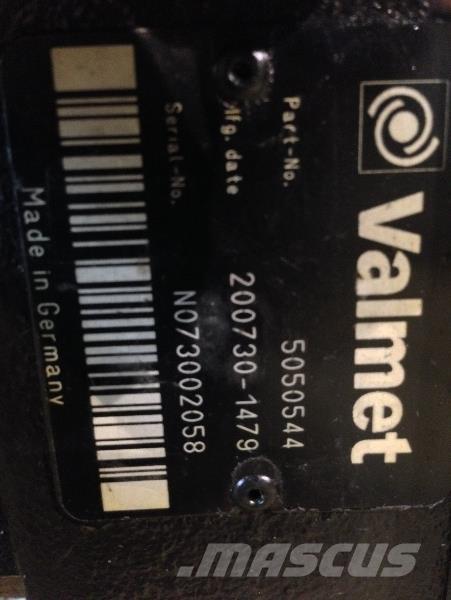 Valmet
Part-No. 5050544
Mfg. date 200730-1479
Serial-No. N073002058
Made in Germany
MASCUS